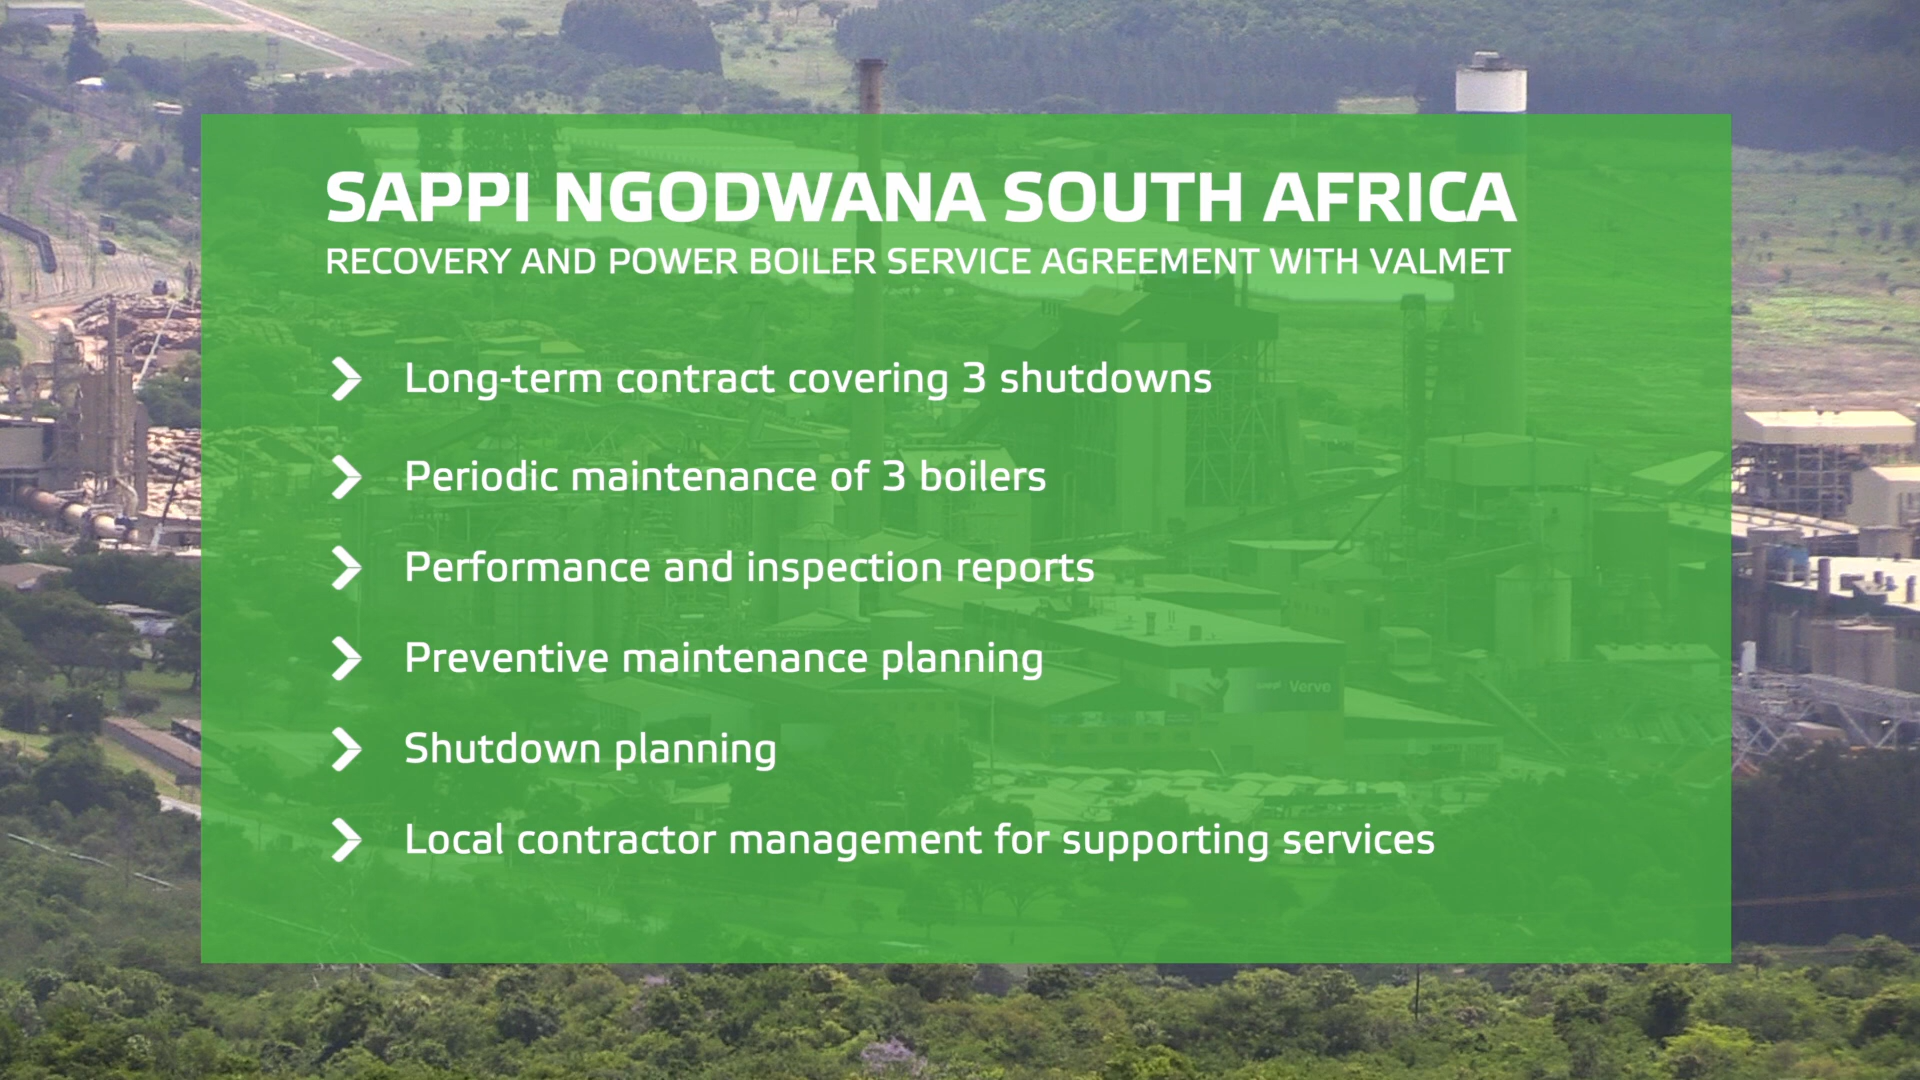 SAPPI NGODWANA SOUTH AFRICA
RECOVERY AND POWER BOILER SERVICE AGREEMENT WITH VALMET
Long-term contract covering 3 shutdowns
Periodic maintenance of 3 boilers
Performance and inspection reports
Preventive maintenance planning
Verve
Shutdown planning
Local contractor management for supporting services